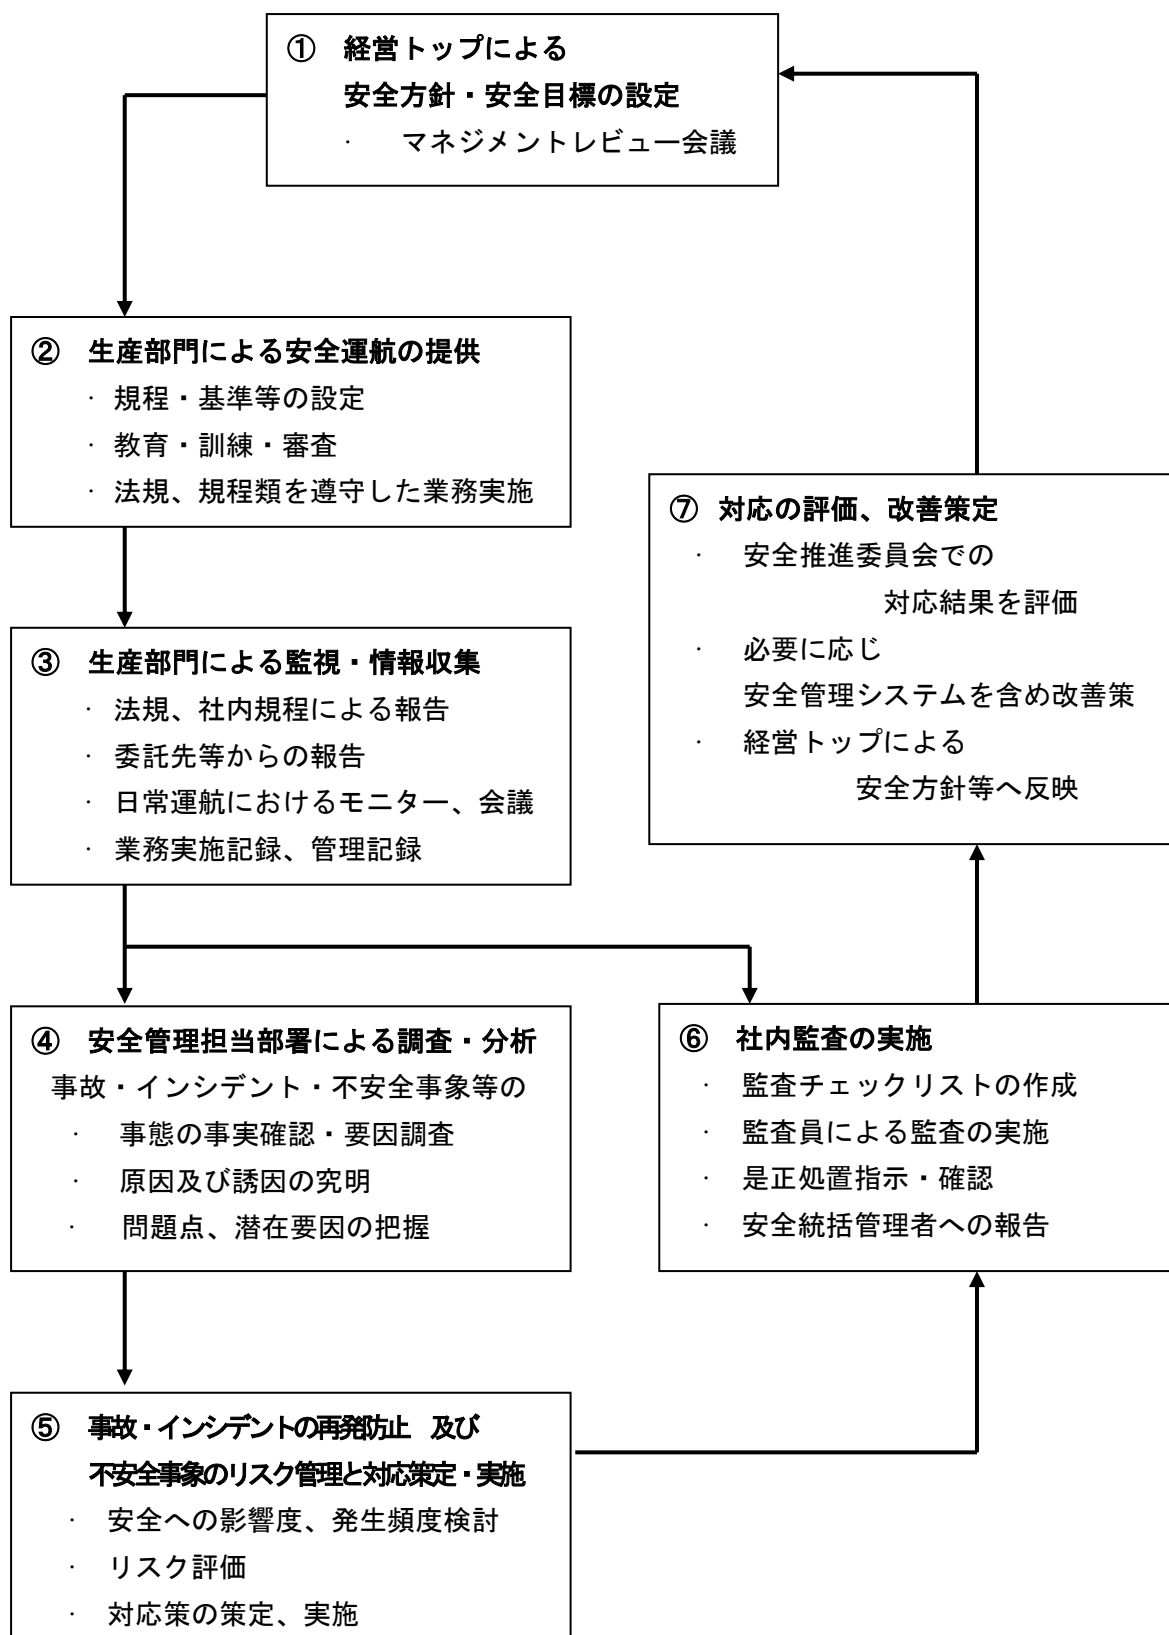 ① 経営トップによる
安全方針・安全目標の設定
・ マネジメントレビュー会議
② 生産部門による安全運航の提供
・規程・基準等の設定
・教育・訓練・審査
・法規、規程類を遵守した業務実施
③ 生産部門による監視・情報収集
・法規、社内規程による報告
・委託先等からの報告
・日常運航におけるモニター、会議
・業務実施記録、管理記録
④ 安全管理担当部署による調査・分析
事故・インシデント・不安全事象等の
・ 事態の事実確認・要因調査
・ 原因及び誘因の究明
・ 問題点、潜在要因の把握
⑤ 事故・インシデントの再発防止 及び
不安全事象のリスク管理と対応策定・実施
・ 安全への影響度、発生頻度検討
・ リスク評価
・ 対応策の策定、実施
⑥ 社内監査の実施
・ 監査チェックリストの作成
・ 監査員による監査の実施
・ 是正処置指示・確認
・ 安全統括管理者への報告
⑦ 対応の評価、改善策定
・ 安全推進委員会での
対応結果を評価
・ 必要に応じ
安全管理システムを含め改善策
・ 経営トップによる
安全方針等へ反映